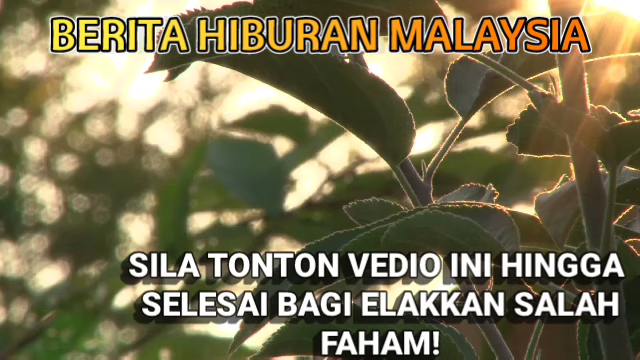 BERITA HIBURAN MALAYSIA
SILA TONTON VEDIO INI HINGGA
SELESAI BAGI ELAKKAN SALAH
FAHAM!